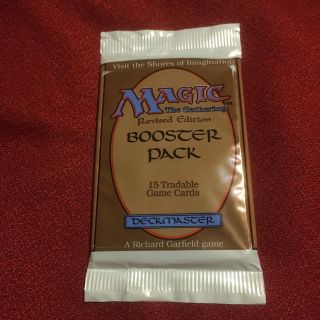 Visit the Shores of Imagination
MAGIC
The Gathering
Revised Edition
BOOSTER
PACK
15 Tradable
Game Cards
DECKMASTER
A Richard Garfield game